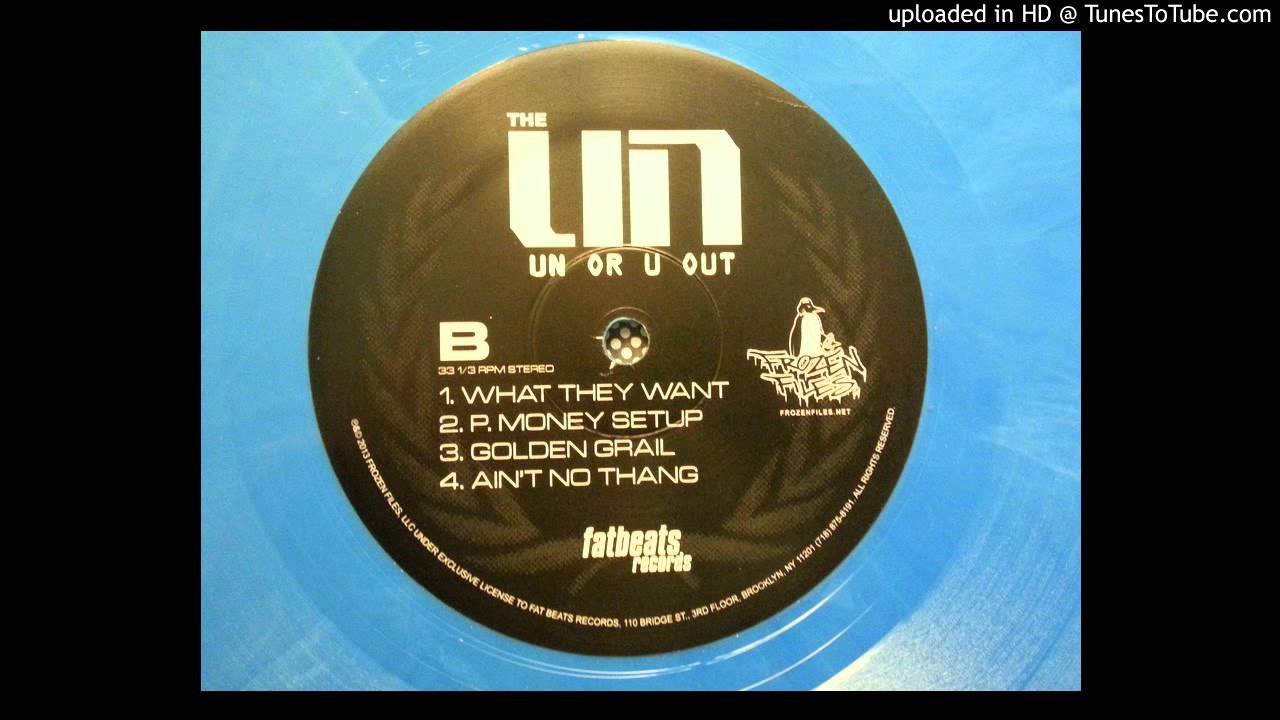 uploaded in HD @ TunesToTube.com
THE
UN
UN OR U OUT
B
33 1/3 RPM STEREO
1. WHAT THEY WANT
2. P. MONEY SETUP
3. GOLDEN GRAIL
4. AIN'T NO THANG
FROZEN
FILES
FROZENFILES.NET
fatbeats
records
℗&© 2013 FROZEN FILES, LLC UNDER EXCLUSIVE LICENSE TO FAT BEATS RECORDS, 110 BRIDGE ST., 3RD FLOOR, BROOKLYN, NY 11201 (718) 875-8191. ALL RIGHTS RESERVED.